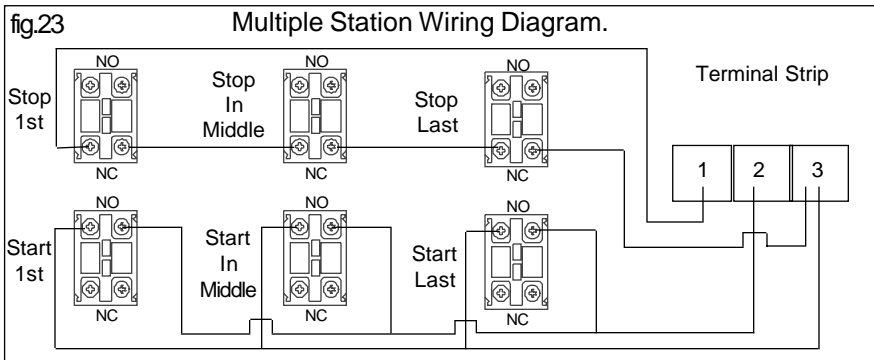 fig.23
Multiple Station Wiring Diagram.
NO
NO
NO
Stop
1st
Stop
In
Middle
Stop
Last
Terminal Strip
NC
NC
NC
1
2
3
NO
NO
NO
Start
1st
Start
In
Middle
Start
Last
NC
NC
NC